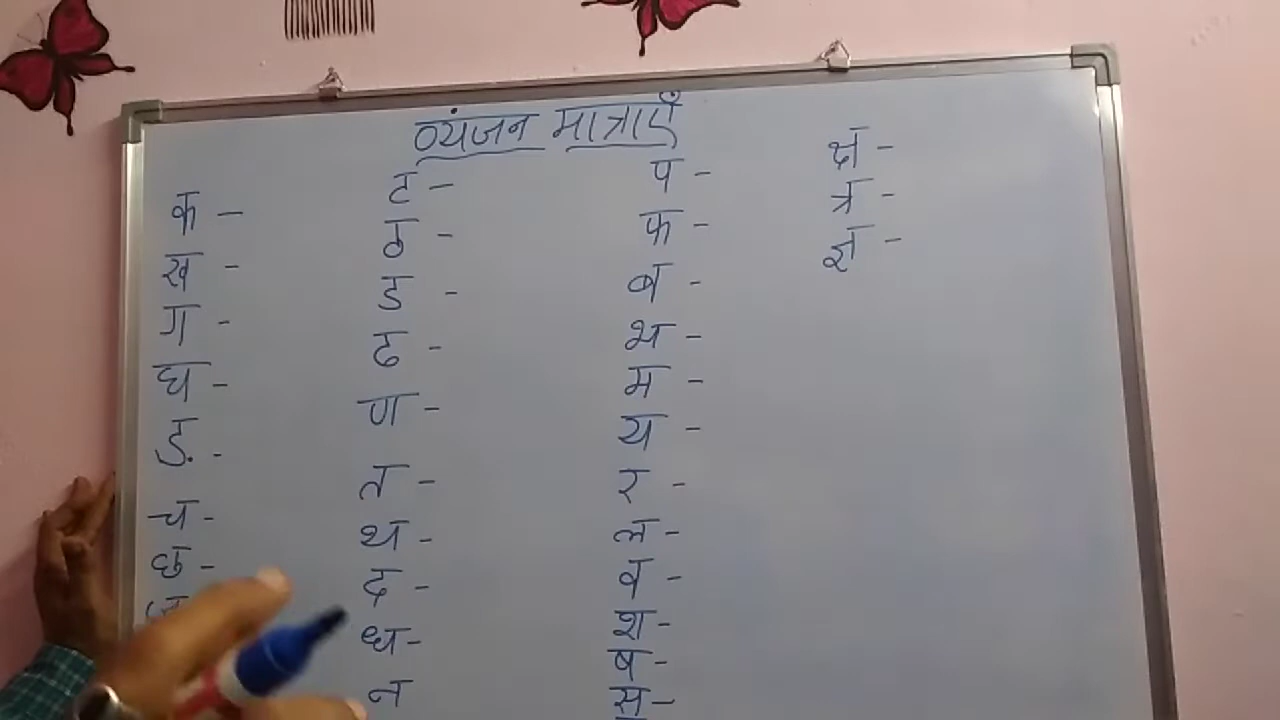 व्यंजन मात्राएँ
क -
ख -
ग -
घ -
ड़ -
च -
छ -
ट -
ठ -
ड -
ढ -
ण -
त -
थ -
द -
ध -
न
प -
फ -
ब -
भ -
म -
य -
र -
ल -
व -
श -
ष -
स -
क्ष -
त्र -
ज्ञ -